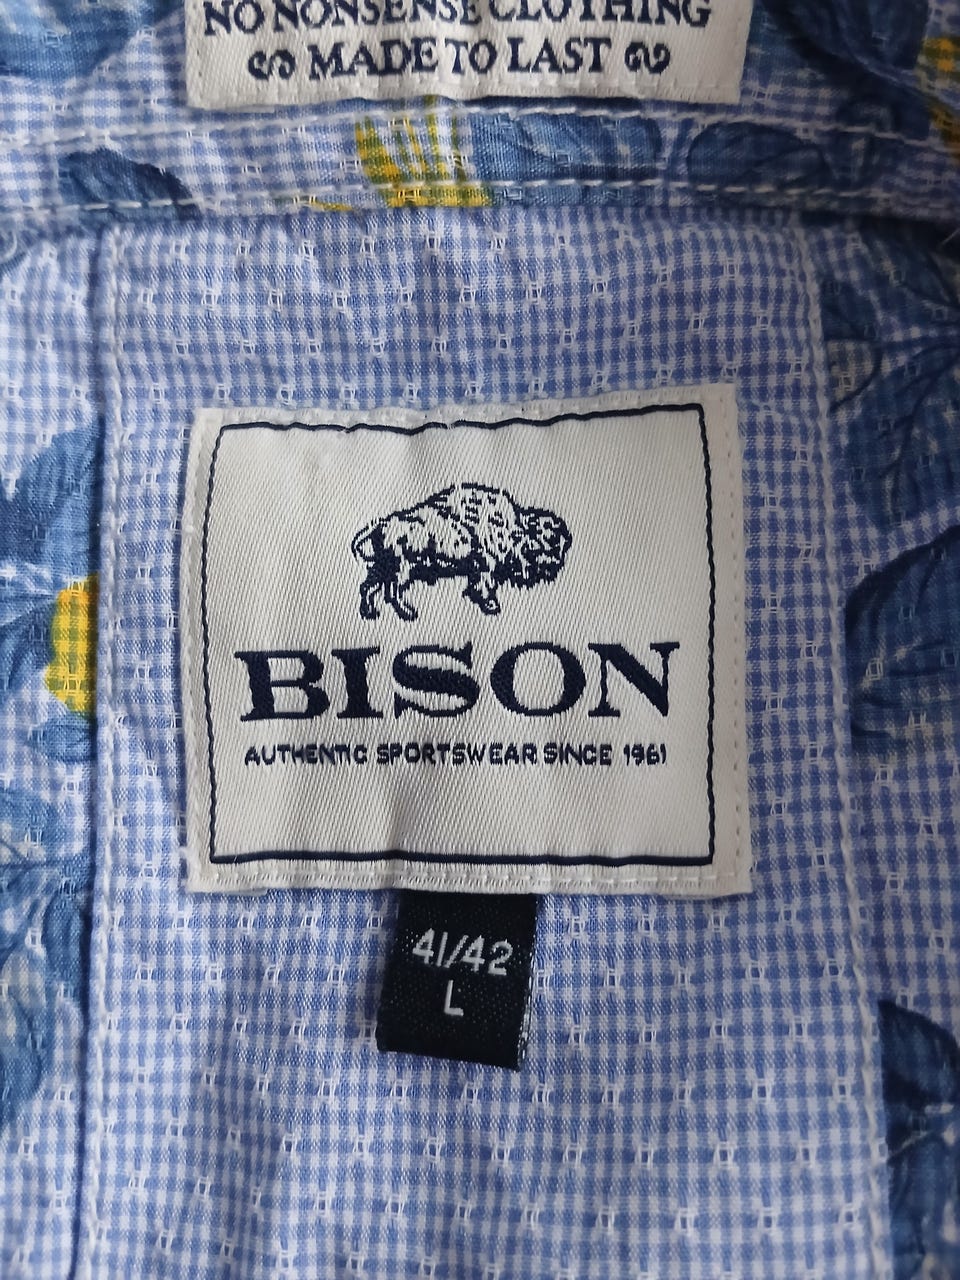 NO NONSENSE CLOTHING
MADE TO LAST
BISON
AUTHENTIC SPORTSWEAR SINCE 1961
41/42
L